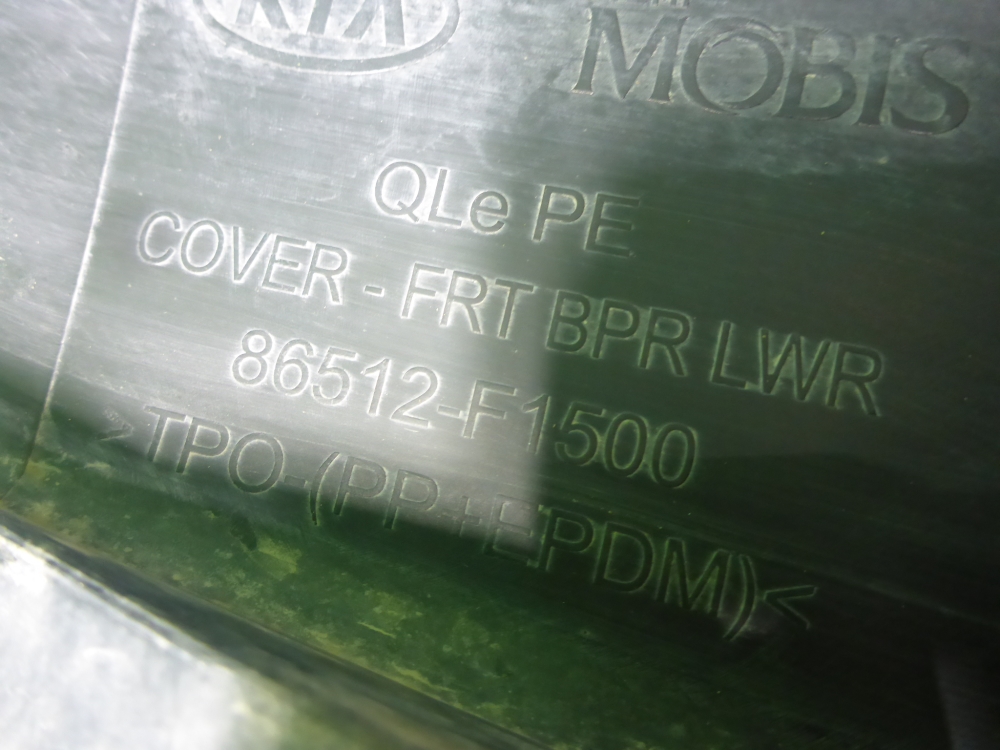 KIA
MOBIS
QLe PE
COVER - FRT BPR LWR
86512-F1500
>TPO-(PP+EPDM)<